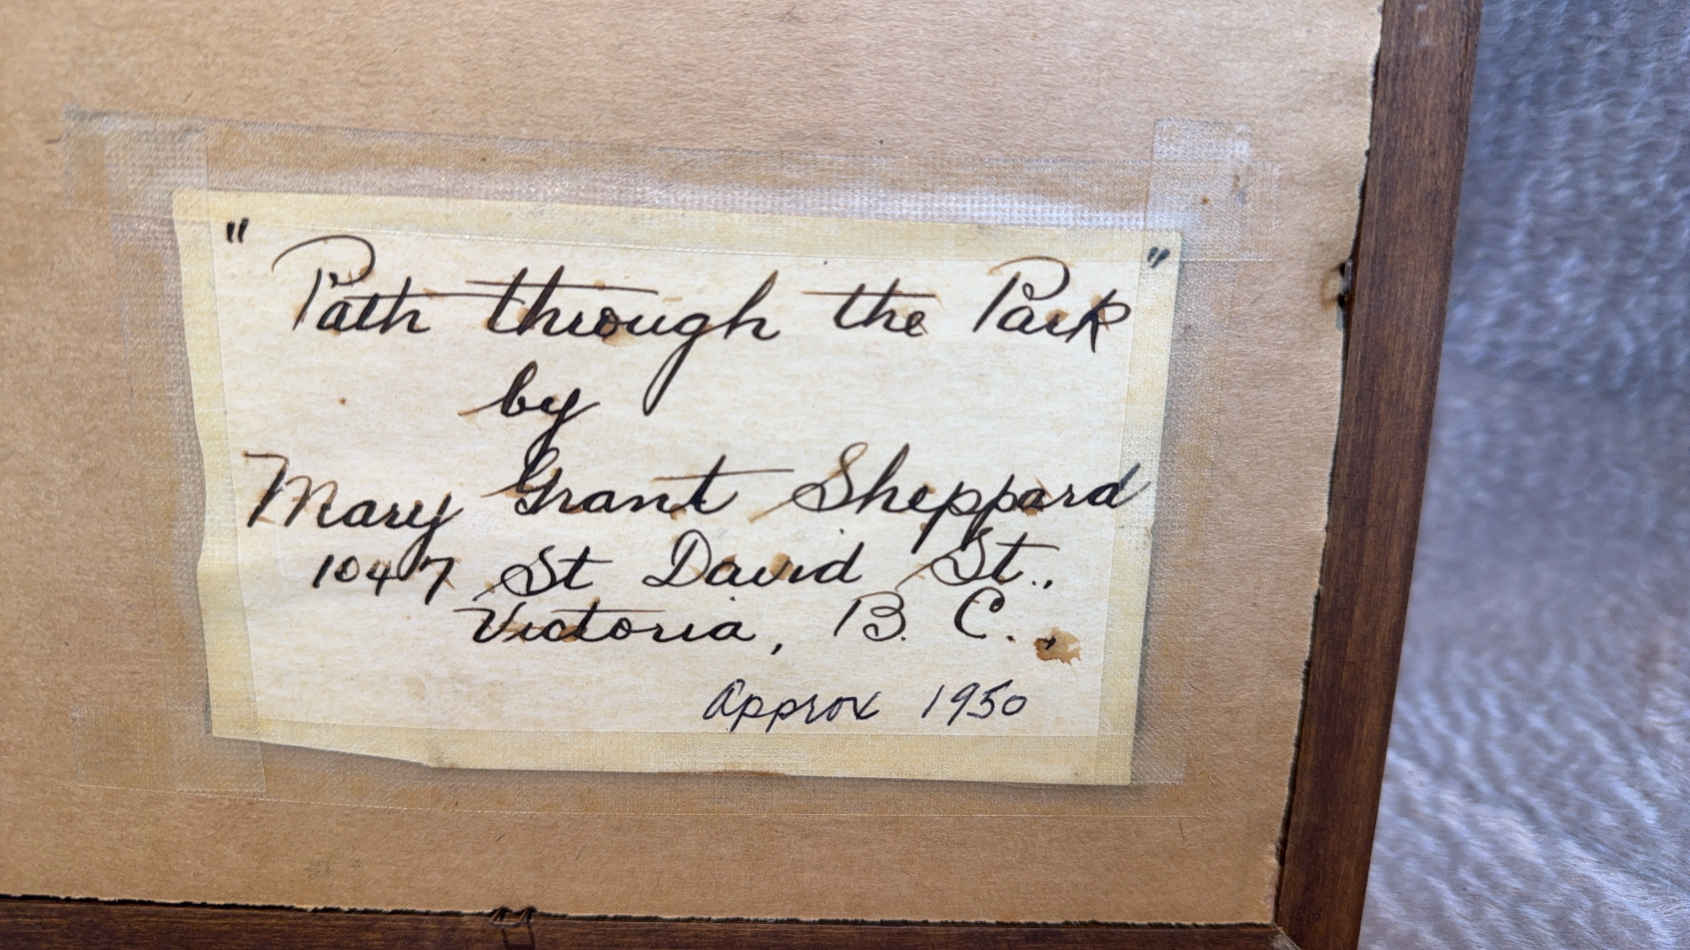 " Path through the Park "
by
Mary Grant Sheppard
1047 St David St.,
Victoria, B. C.,
Approx 1950